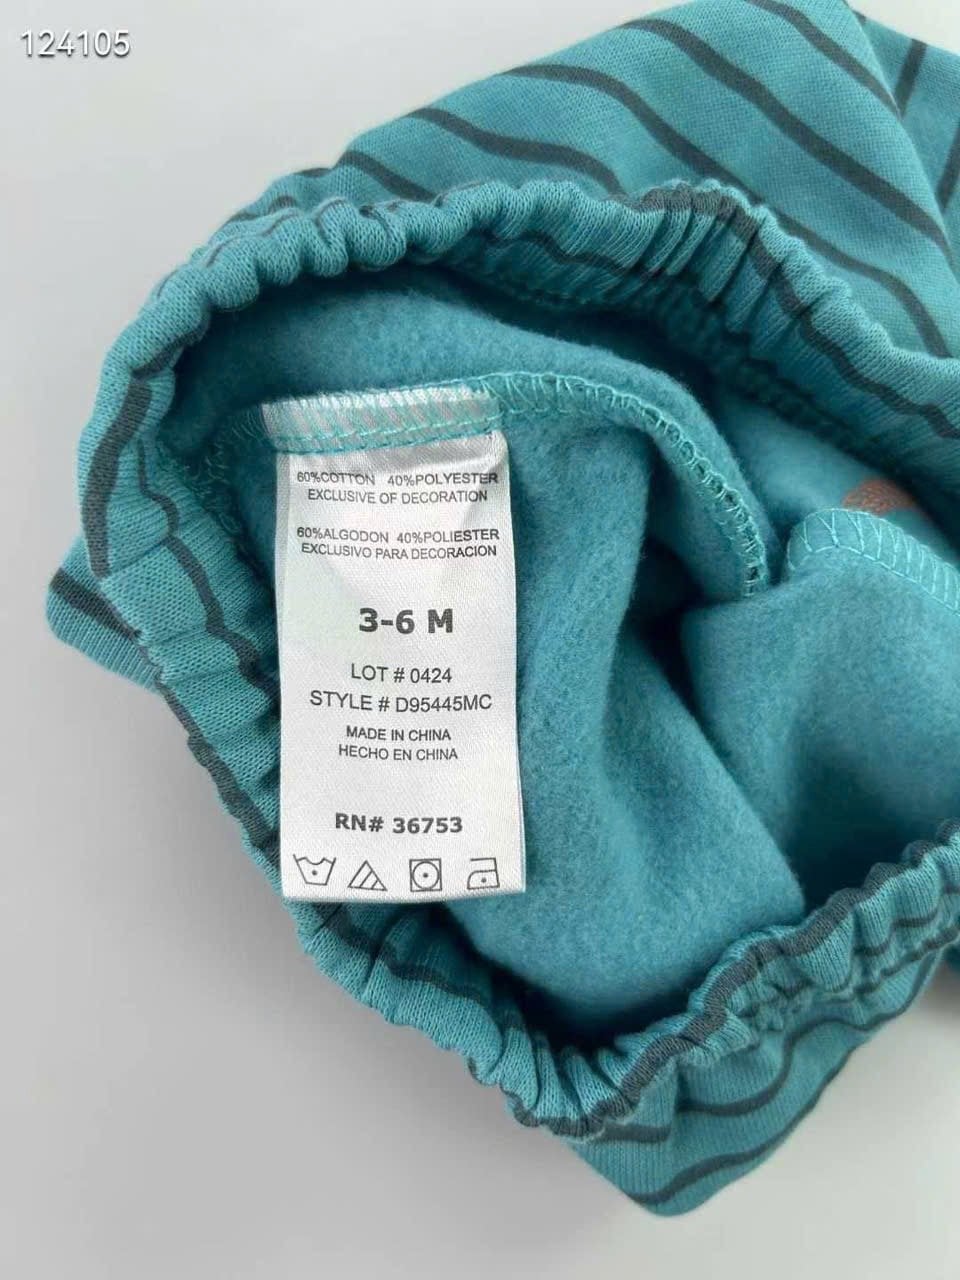 124105
60%COTTON 40%POLYESTER
EXCLUSIVE OF DECORATION
60%ALGODON 40%POLIESTER
EXCLUSIVO PARA DECORACION
3-6 M
LOT # 0424
STYLE # D95445MC
MADE IN CHINA
HECHO EN CHINA
RN# 36753